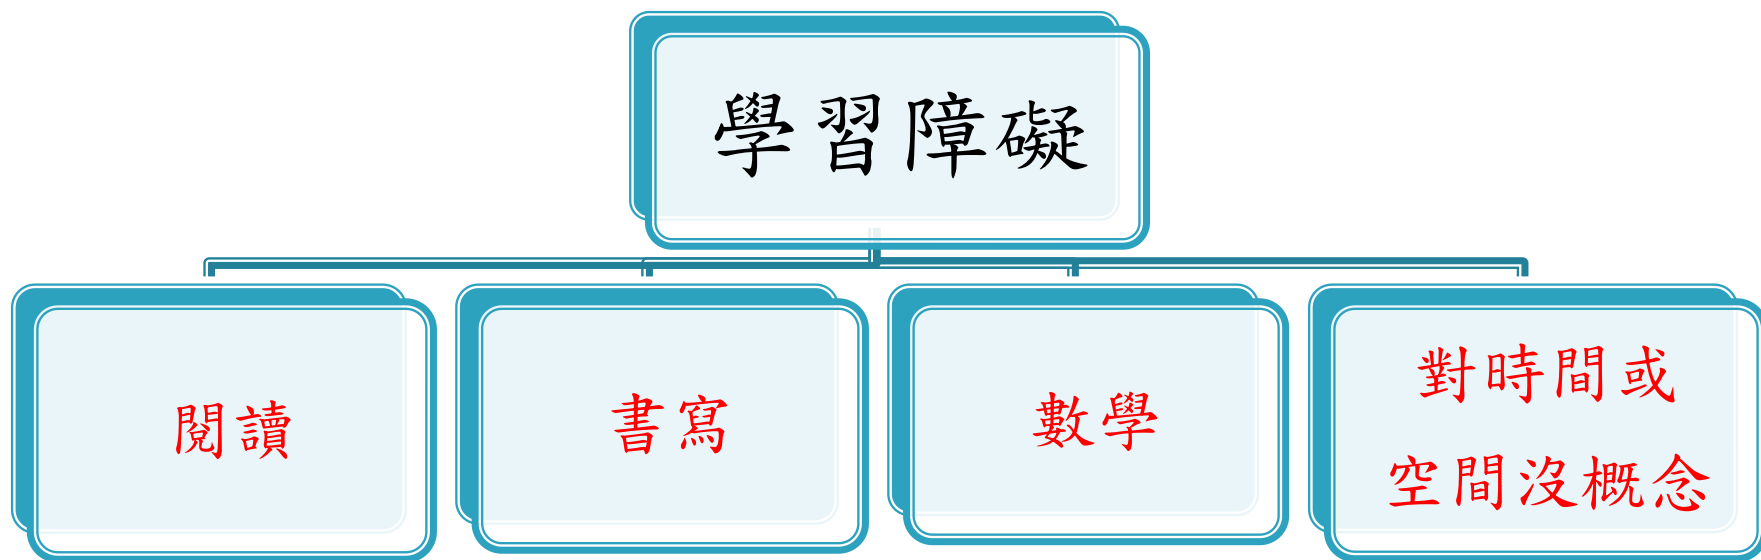 學習障礙
閱讀
書寫
數學
對時間或
空間沒概念